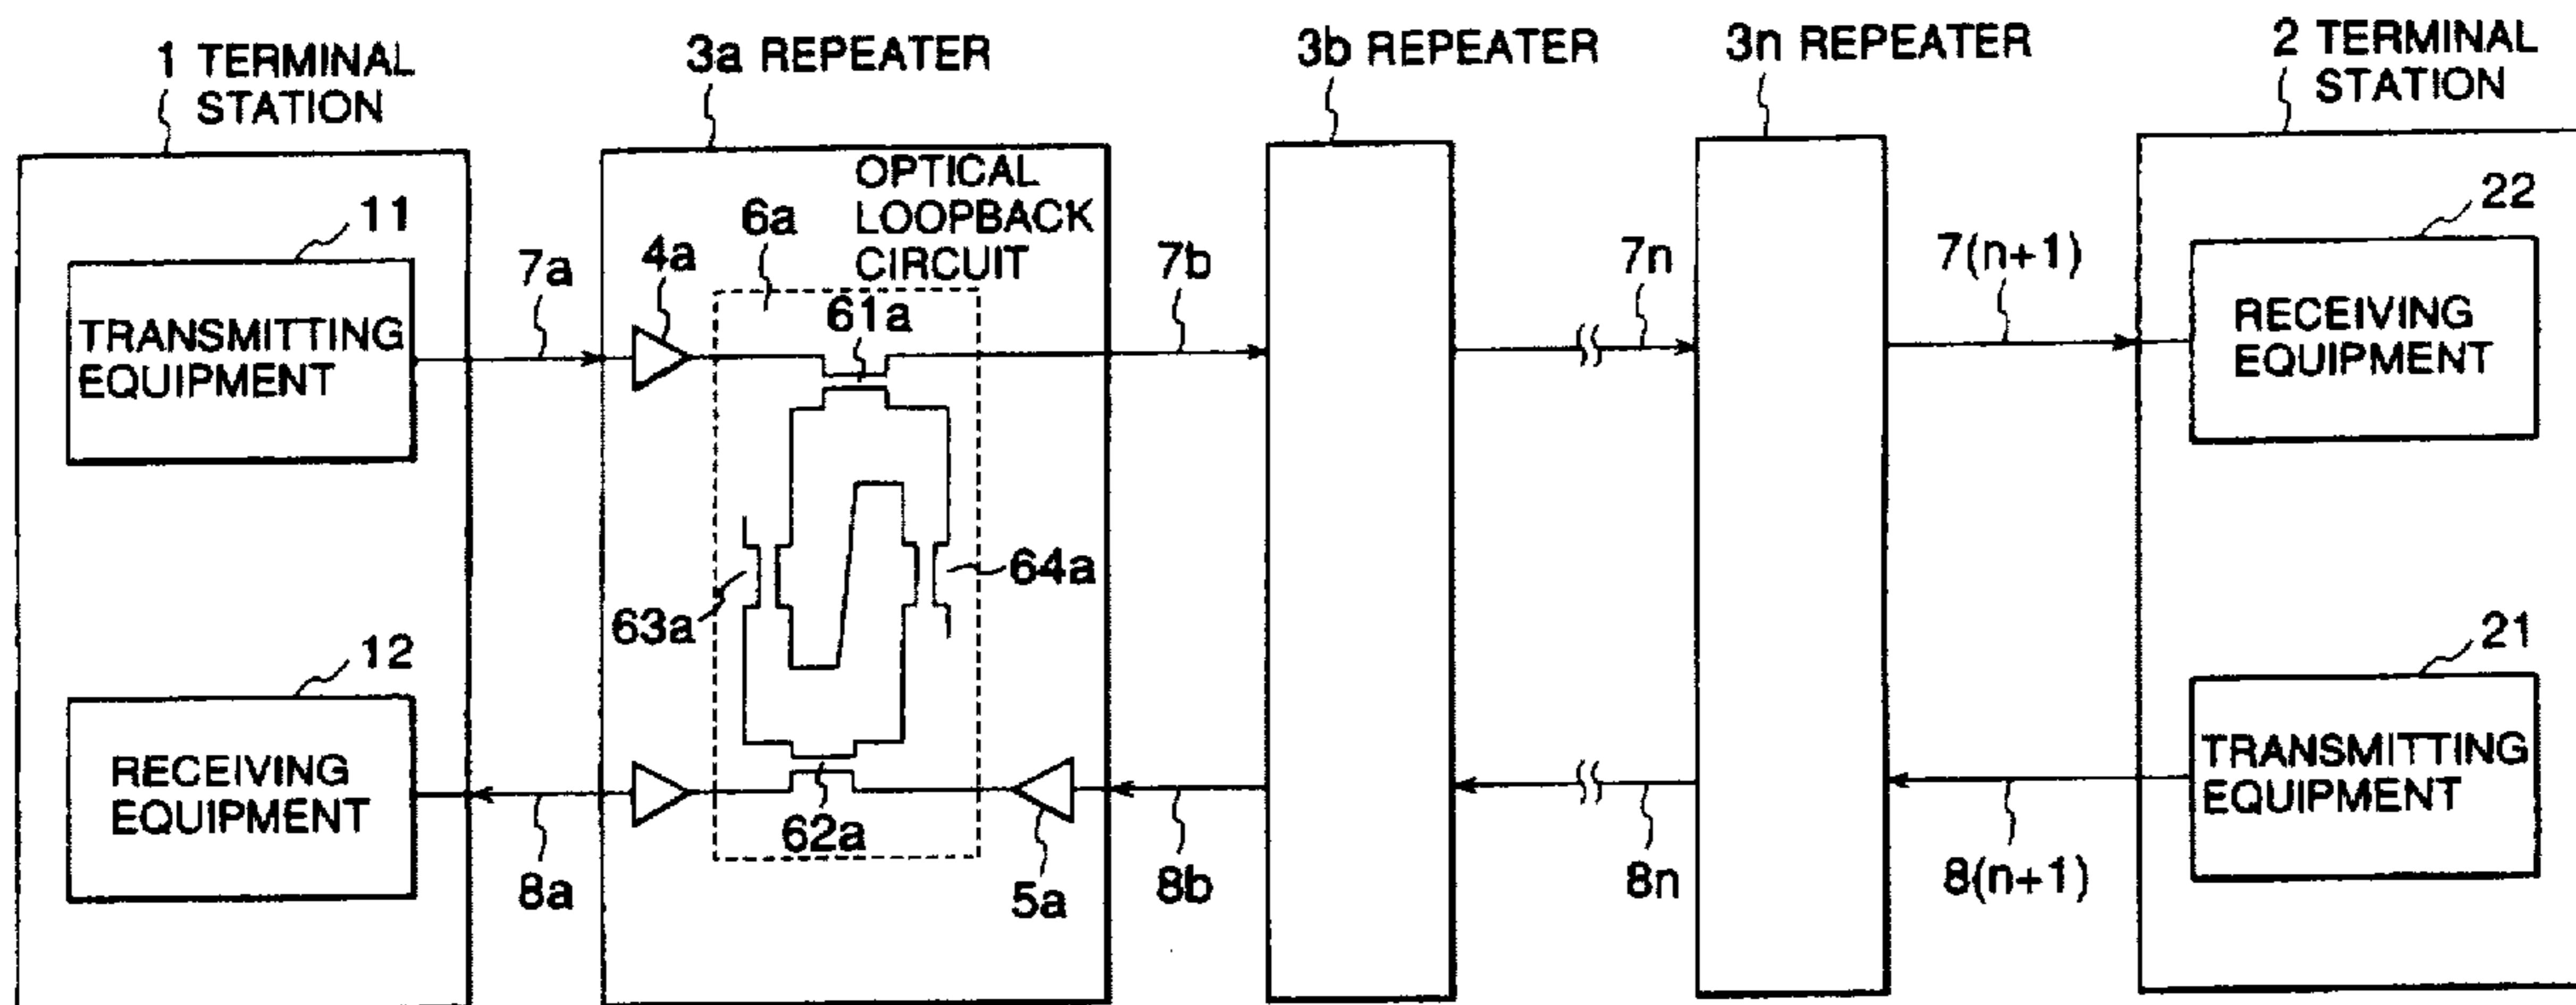 1 TERMINAL
STATION
3a REPEATER
3b REPEATER
3n REPEATER
2 TERMINAL
STATION
OPTICAL
LOOPBACK
CIRCUIT
11
7a
4a
6a
61a
7b
7n
7(n+1)
22
TRANSMITTING
EQUIPMENT
RECEIVING
EQUIPMENT
63a
64a
12
21
RECEIVING
EQUIPMENT
TRANSMITTING
EQUIPMENT
62a
8a
5a
8b
8n
8(n+1)